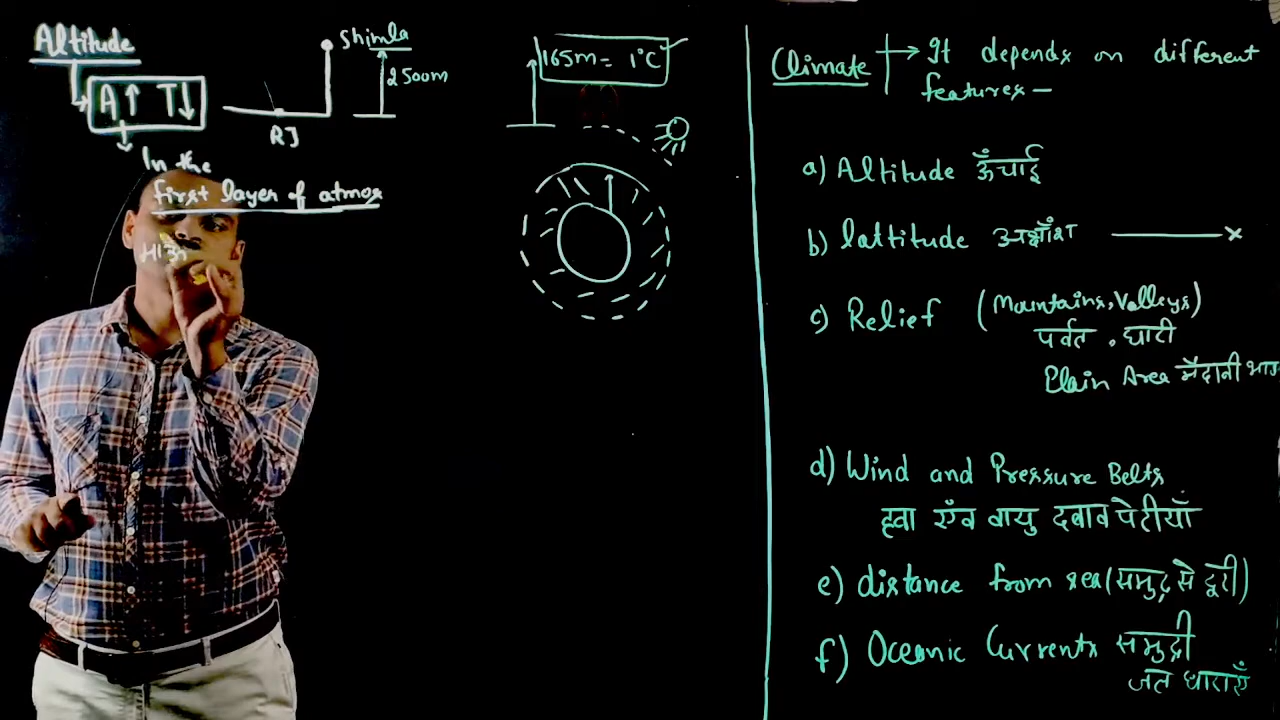 Altitude
Shimla
2500m
A↑ T↓
RJ
In the
first layer of atmos
165m = 1°C
Climate → It depends on different
features –
a) Altitude ऊँचाई
b) lattitude अक्षांश
c) Relief (Mountains, Valleys)
पर्वत , घाटी
Plain Area मैदानी भाग
d) Wind and Pressure Belts
हवा एंव वायु दबाव पेटीयाँ
e) distance from sea (समुद्र से दूरी)
f) Oceanic Currents समुद्री
जल धाराएँ